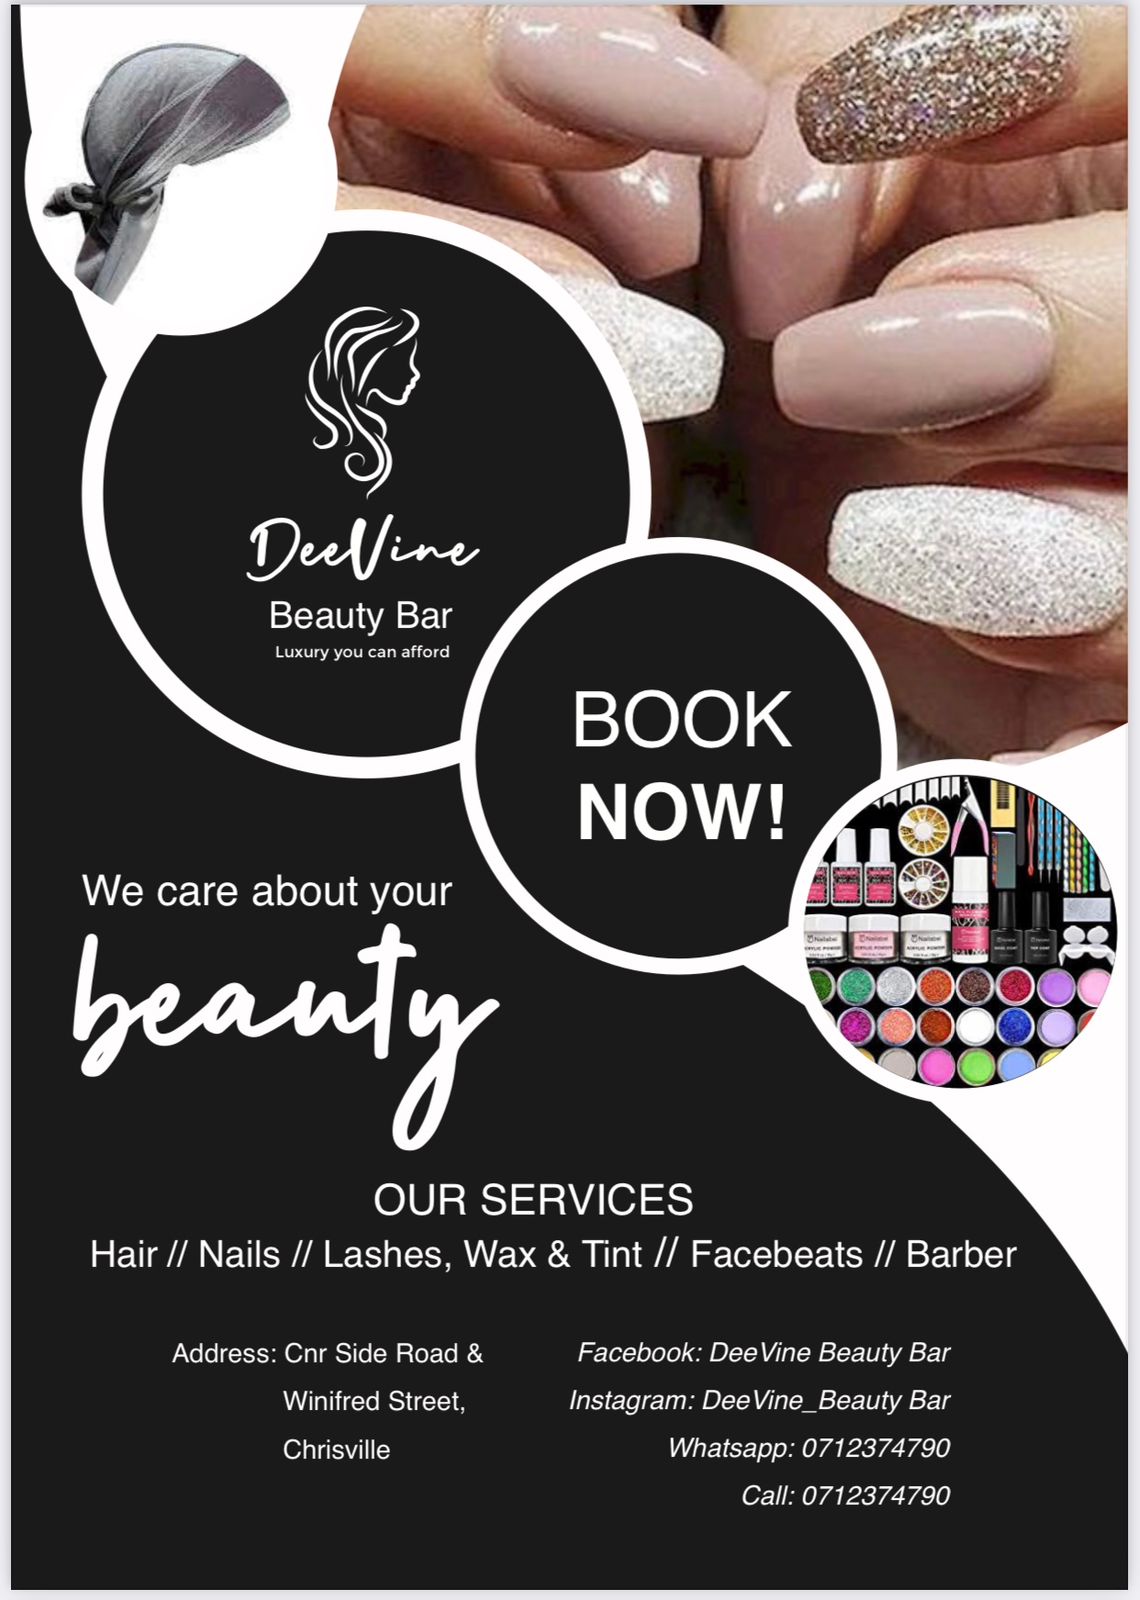 DeeVine
Beauty Bar
Luxury you can afford
BOOK
NOW!
We care about your
beauty
OUR SERVICES
Hair // Nails // Lashes, Wax & Tint // Facebeats // Barber
Address: Cnr Side Road &
Winifred Street,
Chrisville
Facebook: DeeVine Beauty Bar
Instagram: DeeVine_Beauty Bar
Whatsapp: 0712374790
Call: 0712374790